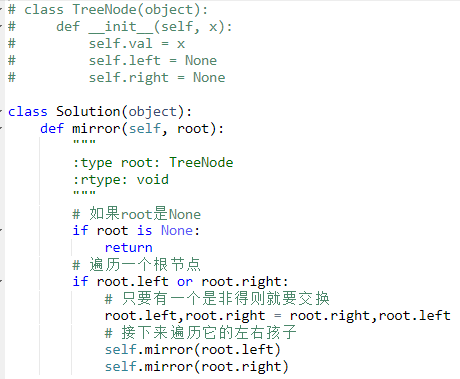 # class TreeNode(object):
#     def __init__(self, x):
#         self.val = x
#         self.left = None
#         self.right = None
class Solution(object):
    def mirror(self, root):
        """
        :type root: TreeNode
        :rtype: void
        """
        # 如果root是None
        if root is None:
            return
        # 遍历一个根节点
        if root.left or root.right:
            # 只要有一个是非得则就要交换
            root.left,root.right = root.right,root.left
            # 接下来遍历它的左右孩子
            self.mirror(root.left)
            self.mirror(root.right)